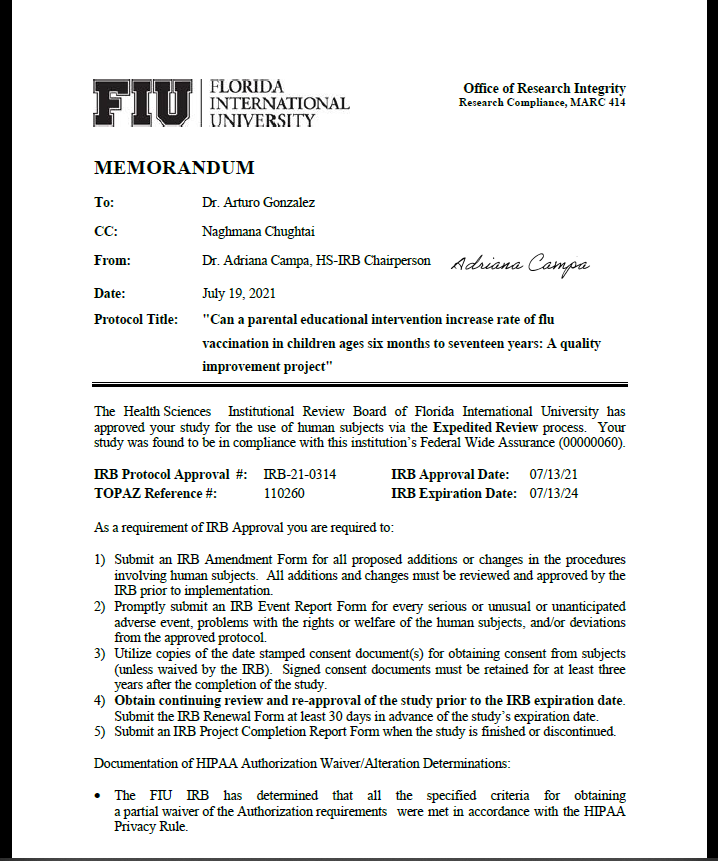 FIU FLORIDA INTERNATIONAL UNIVERSITY
Office of Research Integrity
Research Compliance, MARC 414
MEMORANDUM
To: Dr. Arturo Gonzalez
CC: Naghmana Chughtai
From: Dr. Adriana Campa, HS-IRB Chairperson Adriana Campa
Date: July 19, 2021
Protocol Title: "Can a parental educational intervention increase rate of flu
vaccination in children ages six months to seventeen years: A quality
improvement project"
The Health Sciences Institutional Review Board of Florida International University has
approved your study for the use of human subjects via the Expedited Review process. Your
study was found to be in compliance with this institution's Federal Wide Assurance (00000060).
IRB Protocol Approval #: IRB-21-0314 IRB Approval Date: 07/13/21
TOPAZ Reference #: 110260 IRB Expiration Date: 07/13/24
As a requirement of IRB Approval you are required to:
1) Submit an IRB Amendment Form for all proposed additions or changes in the procedures
involving human subjects. All additions and changes must be reviewed and approved by the
IRB prior to implementation.
2) Promptly submit an IRB Event Report Form for every serious or unusual or unanticipated
adverse event, problems with the rights or welfare of the human subjects, and/or deviations
from the approved protocol.
3) Utilize copies of the date stamped consent document(s) for obtaining consent from subjects
(unless waived by the IRB). Signed consent documents must be retained for at least three
years after the completion of the study.
4) Obtain continuing review and re-approval of the study prior to the IRB expiration date.
Submit the IRB Renewal Form at least 30 days in advance of the study's expiration date.
5) Submit an IRB Project Completion Report Form when the study is finished or discontinued.
Documentation of HIPAA Authorization Waiver/Alteration Determinations:
• The FIU IRB has determined that all the specified criteria for obtaining
a partial waiver of the Authorization requirements were met in accordance with the HIPAA
Privacy Rule.